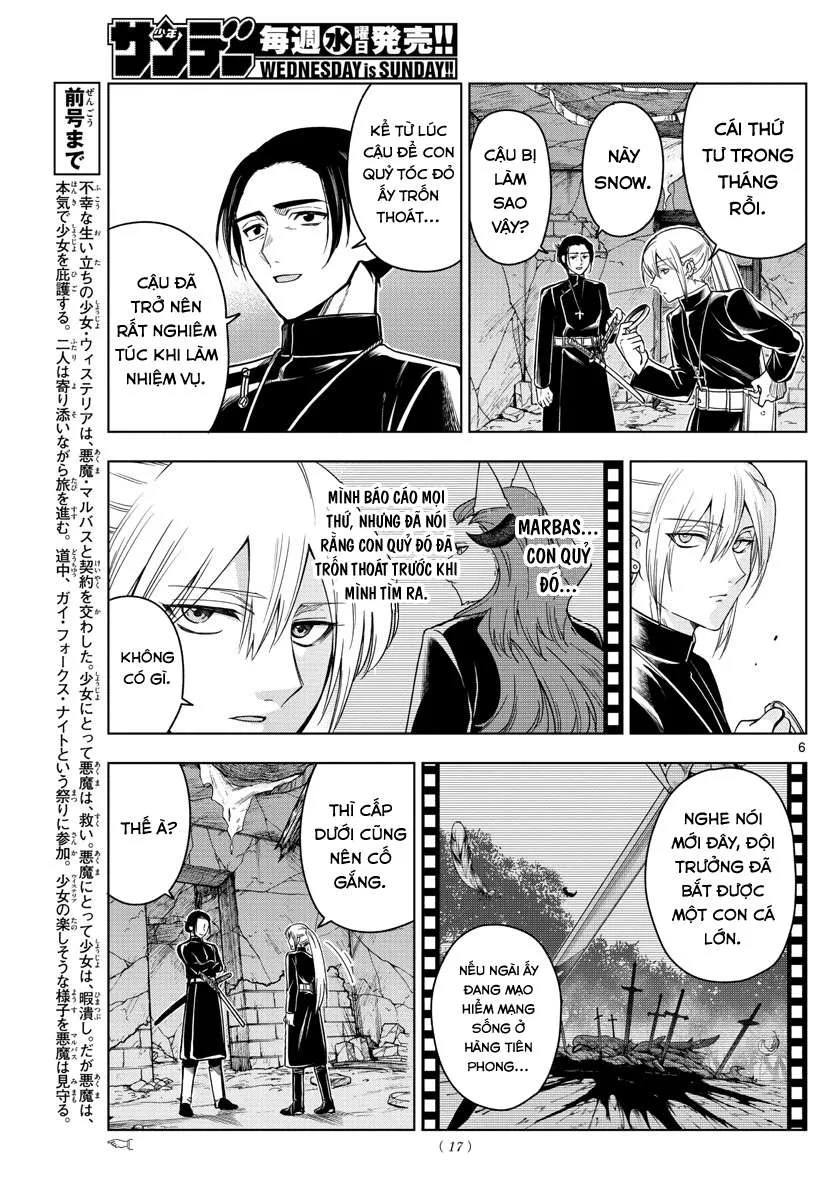 少年
サンデー 毎週水曜日発売!!
WEDNESDAY is SUNDAY!!
CÁI THỨ
TƯ TRONG
THÁNG
RỒI.
NÀY
SNOW.
CẬU BỊ
LÀM
SAO
VẬY?
KỂ TỪ LÚC
CẬU ĐỂ CON
QUỶ TÓC ĐỎ
ẤY TRỐN
THOÁT...
CẬU ĐÃ
TRỞ NÊN
RẤT NGHIÊM
TÚC KHI LÀM
NHIỆM VỤ.
前号まで
ぜんごう
不幸な生い立ちの少女・ウィステリアは、悪魔・マルバスと契約を交わした。少女にとって悪魔は、救い。悪魔にとって少女は、暇潰し。だが悪魔は、
本気で少女を庇護する。二人は寄り添いながら旅を進む。道中、ガイ・フォークス・ナイトという祭りに参加。少女の楽しそうな様子を悪魔は見守る。
MARBAS...
CON QUỶ
ĐÓ...
MÌNH BÁO CÁO MỌI
THỨ, NHƯNG ĐÃ NÓI
RẰNG CON QUỶ ĐÓ ĐÃ
TRỐN THOÁT TRƯỚC KHI
MÌNH TÌM RA.
KHÔNG
CÓ GÌ.
6
NGHE NÓI
MỚI ĐÂY, ĐỘI
TRƯỞNG ĐÃ
BẮT ĐƯỢC
MỘT CON CÁ
LỚN.
NẾU NGÀI ẤY
ĐANG MẠO
HIỂM MẠNG
SỐNG Ở
HÀNG TIÊN
PHONG...
THÌ CẤP
DƯỚI CŨNG
NÊN CỐ
GẮNG.
THẾ À?
(17)